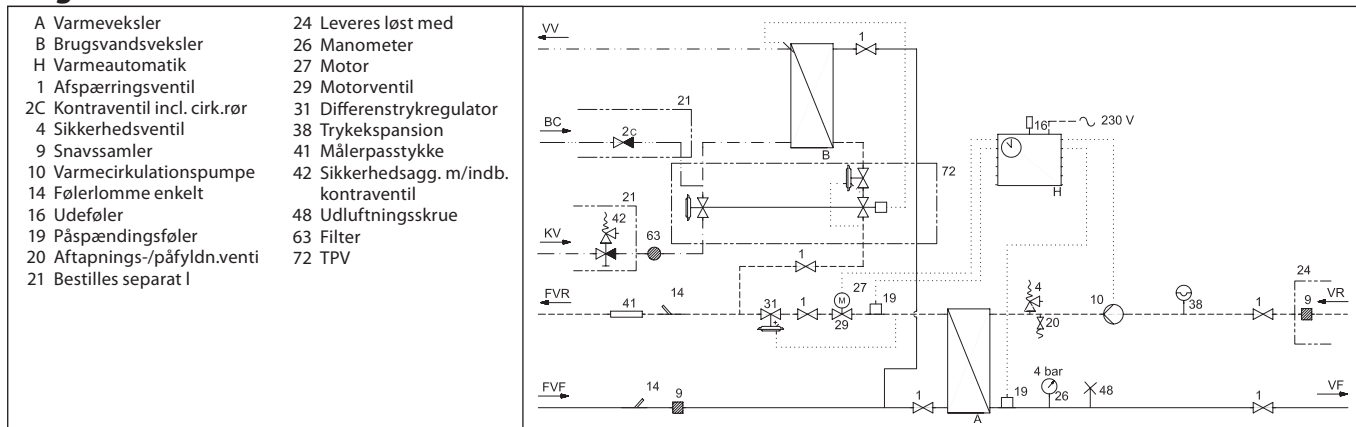 A Varmeveksler
B Brugsvandsveksler
H Varmeautomatik
1 Afspærringsventil
2C Kontraventil incl. cirk.rør
4 Sikkerhedsventil
9 Snavssamler
10 Varmecirkulationspumpe
14 Følerlomme enkelt
16 Udeføler
19 Påspændingsføler
20 Aftapnings-/påfyldn.venti
21 Bestilles separat l
24 Leveres løst med
26 Manometer
27 Motor
29 Motorventil
31 Differenstrykregulator
38 Trykekspansion
41 Målerpasstykke
42 Sikkerhedsagg. m/indb.
kontraventil
48 Udluftningsskrue
63 Filter
72 TPV
VV
1
21
BC
2c
B
16
230 V
H
72
21
42
KV
63
1
FVR
41
14
31
1
27
M
29
19
4
20
10
38
1
24
9
VR
FVF
14
9
1
A
19
4 bar
26
48
1
VF